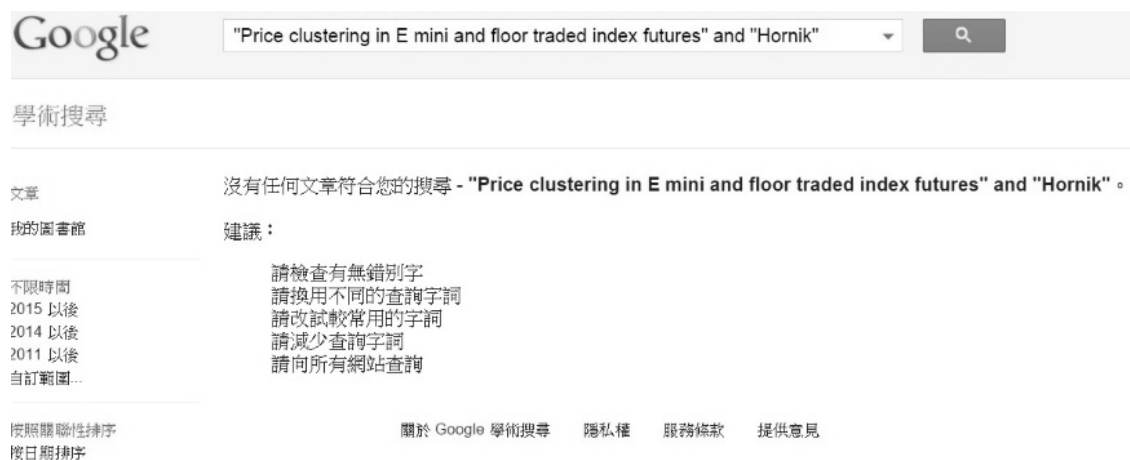 Google
"Price clustering in E mini and floor traded index futures" and "Hornik"
學術搜尋
文章
我的圖書館
不限時間
2015 以後
2014 以後
2011 以後
自訂範圍...
按照關聯性排序
按日期排序
沒有任何文章符合您的搜尋 - "Price clustering in E mini and floor traded index futures" and "Hornik"。
建議：
請檢查有無錯別字
請換用不同的查詢字詞
請改試較常用的字詞
請減少查詢字詞
請向所有網站查詢
關於 Google 學術搜尋 隱私權 服務條款 提供意見